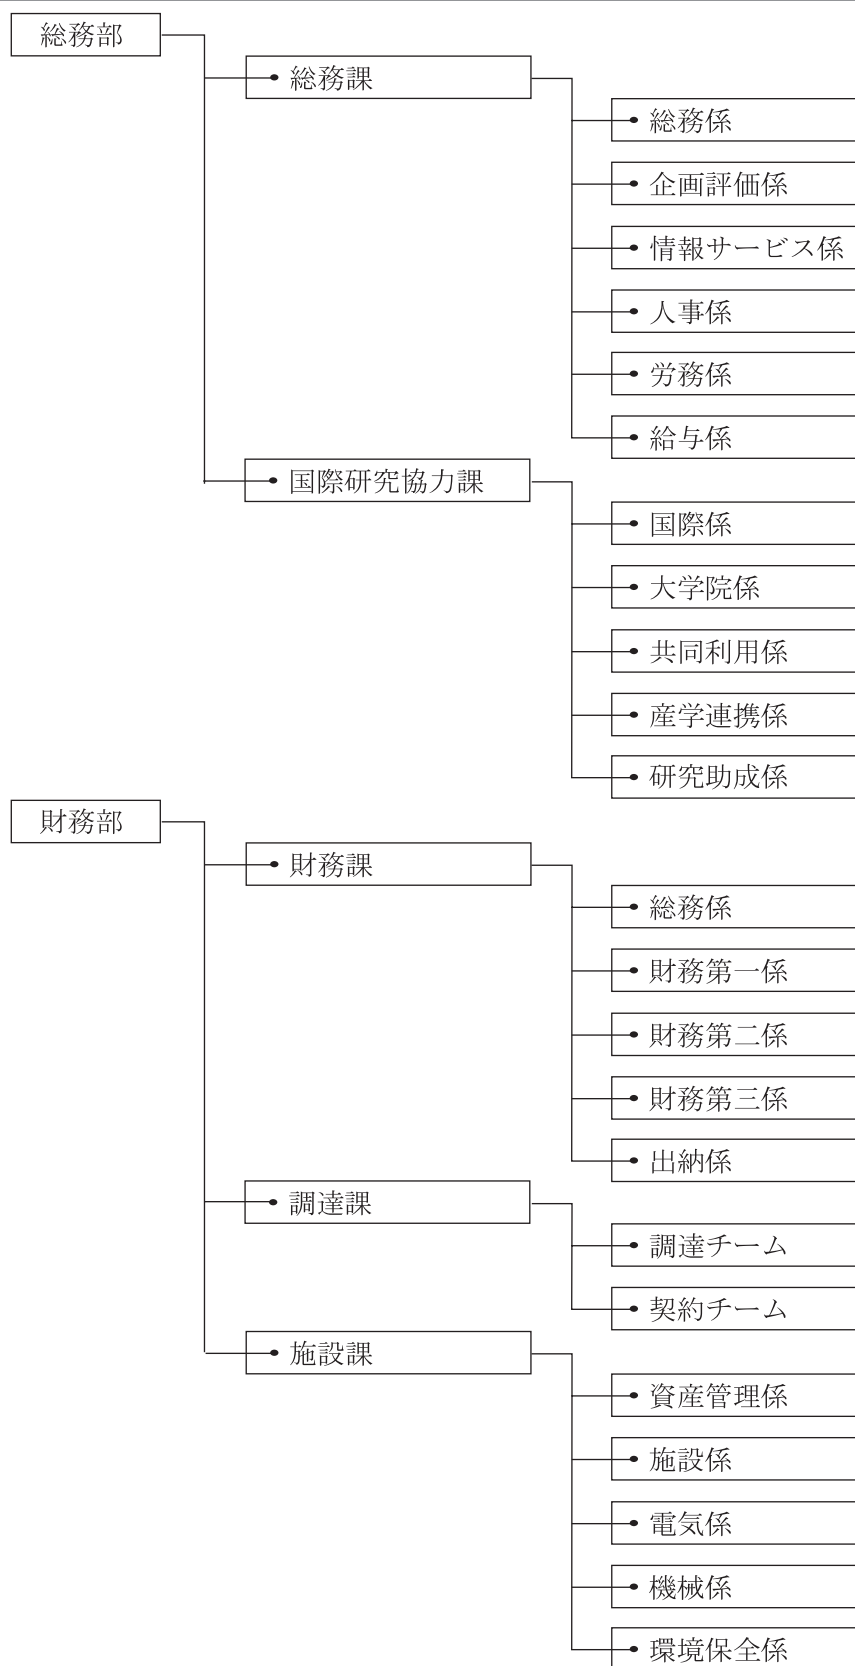 総務部
総務課
総務係
企画評価係
情報サービス係
人事係
労務係
給与係
国際研究協力課
国際係
大学院係
共同利用係
産学連携係
研究助成係
財務部
財務課
総務係
財務第一係
財務第二係
財務第三係
出納係
調達課
調達チーム
契約チーム
施設課
資産管理係
施設係
電気係
機械係
環境保全係